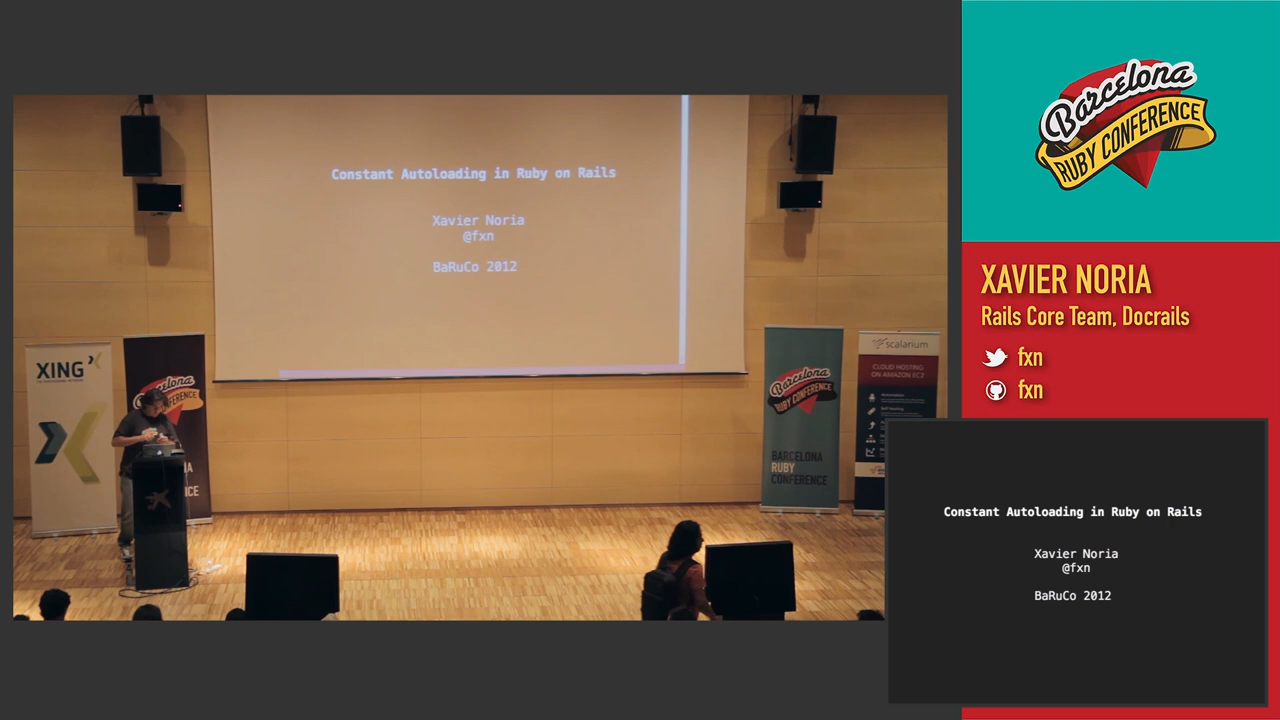 Constant Autoloading in Ruby on Rails
Xavier Noria
@fxn
BaRuCo 2012
XING
Barcelona
Barcelona
RUBY CONFERENCE
BARCELONA
RUBY
CONFERENCE
scalarium
CLOUD HOSTING
ON AMAZON EC2
Barcelona
RUBY CONFERENCE
XAVIER NORIA
Rails Core Team, Docrails
fxn
fxn
Constant Autoloading in Ruby on Rails
Xavier Noria
@fxn
BaRuCo 2012